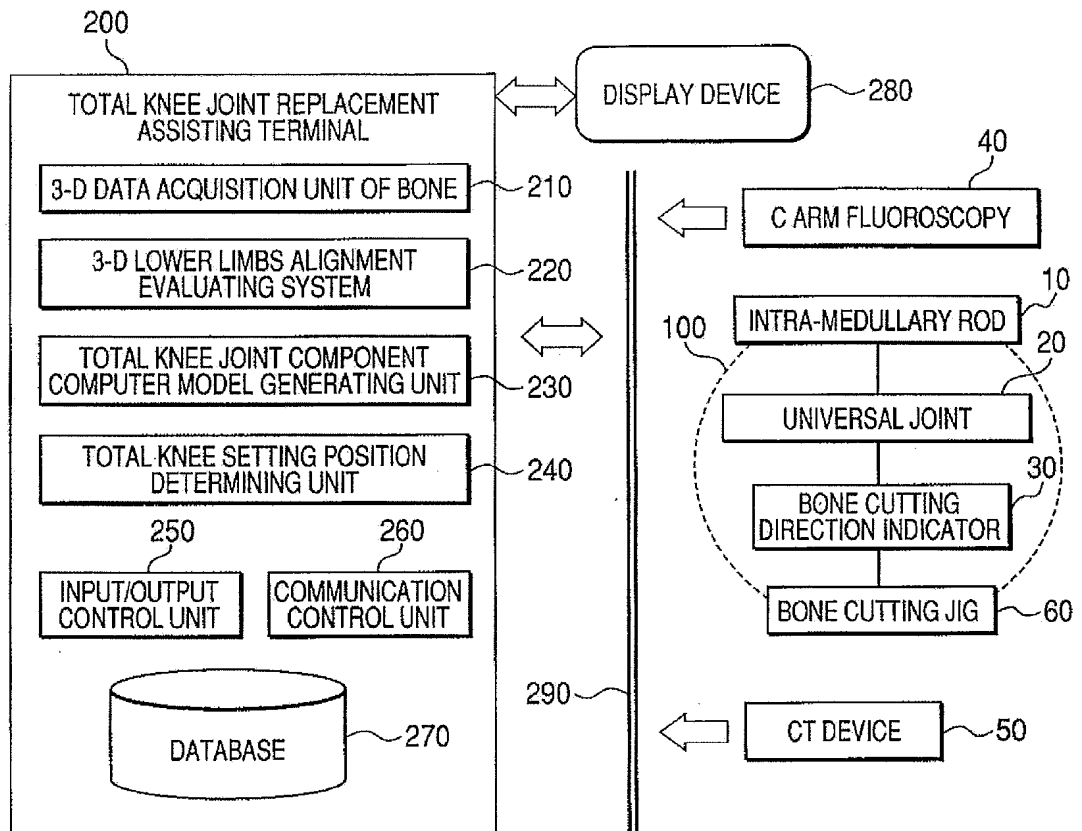 200
TOTAL KNEE JOINT REPLACEMENT
ASSISTING TERMINAL
3-D DATA ACQUISITION UNIT OF BONE
210
3-D LOWER LIMBS ALIGNMENT
EVALUATING SYSTEM
220
TOTAL KNEE JOINT COMPONENT
COMPUTER MODEL GENERATING UNIT
230
TOTAL KNEE SETTING POSITION
DETERMINING UNIT
240
250
260
INPUT/OUTPUT
CONTROL UNIT
COMMUNICATION
CONTROL UNIT
DATABASE
270
DISPLAY DEVICE
280
290
40
C ARM FLUOROSCOPY
10
INTRA-MEDULLARY ROD
100
20
UNIVERSAL JOINT
30
BONE CUTTING
DIRECTION INDICATOR
BONE CUTTING JIG
60
CT DEVICE
50